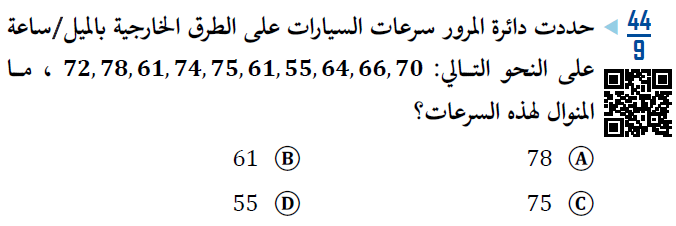 44
9
حددت دائرة المرور سرعات السيارات على الطرق الخارجية بالميل/ساعة
على النحو التالي: 72, 78, 61, 74, 75, 61, 55, 64, 66, 70 ، ما
المنوال لهذه السرعات؟
78 A 61 B
75 C 55 D